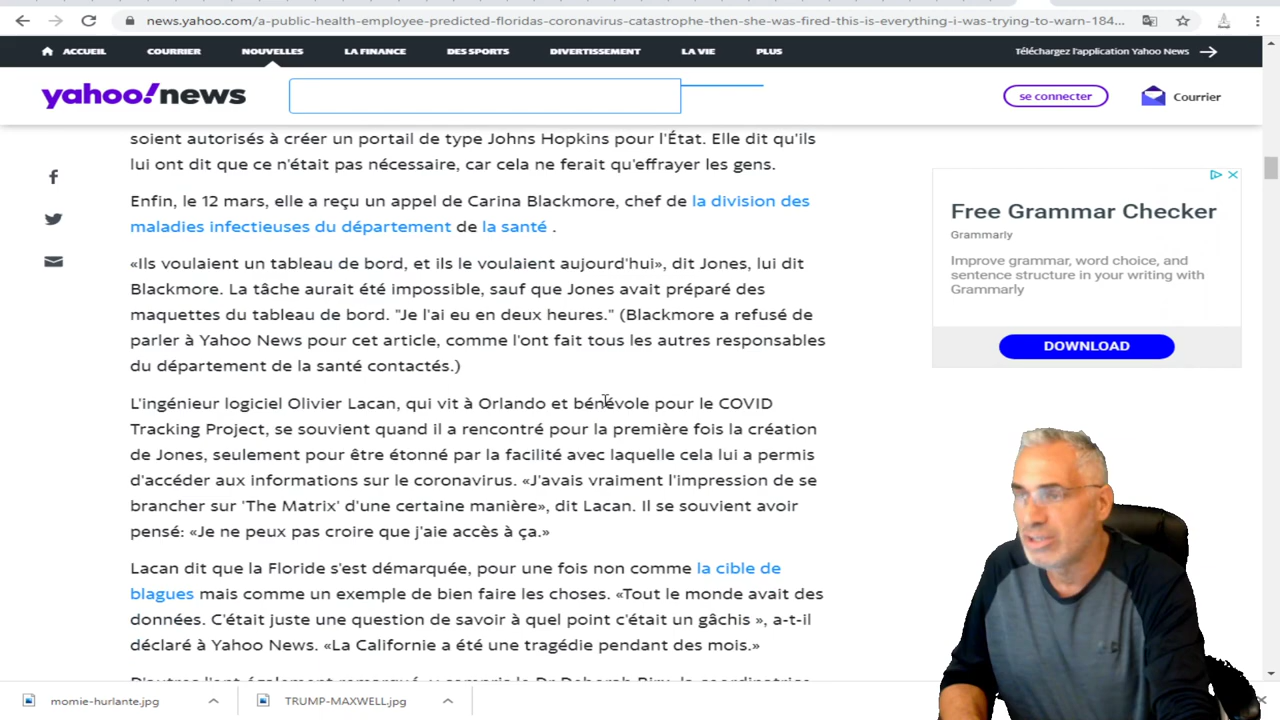 news.yahoo.com/a-public-health-employee-predicted-floridas-coronavirus-catastrophe-then-she-was-fired-this-is-everything-i-was-trying-to-warn-184...
ACCUEIL COURRIER NOUVELLES LA FINANCE DES SPORTS DIVERTISSEMENT LA VIE PLUS Téléchargez l'application Yahoo News
yahoo!news se connecter Courrier
soient autorisés à créer un portail de type Johns Hopkins pour l'État. Elle dit qu'ils
lui ont dit que ce n'était pas nécessaire, car cela ne ferait qu'effrayer les gens.
Enfin, le 12 mars, elle a reçu un appel de Carina Blackmore, chef de la division des
maladies infectieuses du département de la santé .
«Ils voulaient un tableau de bord, et ils le voulaient aujourd'hui», dit Jones, lui dit
Blackmore. La tâche aurait été impossible, sauf que Jones avait préparé des
maquettes du tableau de bord. "Je l'ai eu en deux heures." (Blackmore a refusé de
parler à Yahoo News pour cet article, comme l'ont fait tous les autres responsables
du département de la santé contactés.)
L'ingénieur logiciel Olivier Lacan, qui vit à Orlando et bénévole pour le COVID
Tracking Project, se souvient quand il a rencontré pour la première fois la création
de Jones, seulement pour être étonné par la facilité avec laquelle cela lui a permis
d'accéder aux informations sur le coronavirus. «J'avais vraiment l'impression de se
brancher sur 'The Matrix' d'une certaine manière», dit Lacan. Il se souvient avoir
pensé: «Je ne peux pas croire que j'aie accès à ça.»
Lacan dit que la Floride s'est démarquée, pour une fois non comme la cible de
blagues mais comme un exemple de bien faire les choses. «Tout le monde avait des
données. C'était juste une question de savoir à quel point c'était un gâchis », a-t-il
déclaré à Yahoo News. «La Californie a été une tragédie pendant des mois.»
Free Grammar Checker
Grammarly
Improve grammar, word choice, and
sentence structure in your writing with
Grammarly
DOWNLOAD
momie-hurlante.jpg TRUMP-MAXWELL.jpg